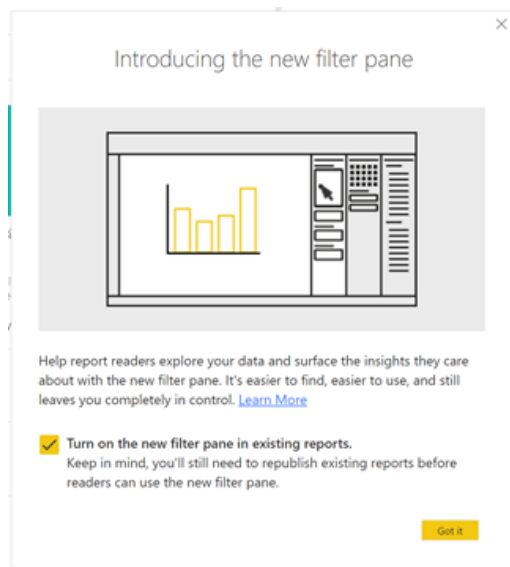 Introducing the new filter pane
Help report readers explore your data and surface the insights they care
about with the new filter pane. It's easier to find, easier to use, and still
leaves you completely in control. Learn More
Turn on the new filter pane in existing reports.
Keep in mind, you'll still need to republish existing reports before
readers can use the new filter pane.
Got it